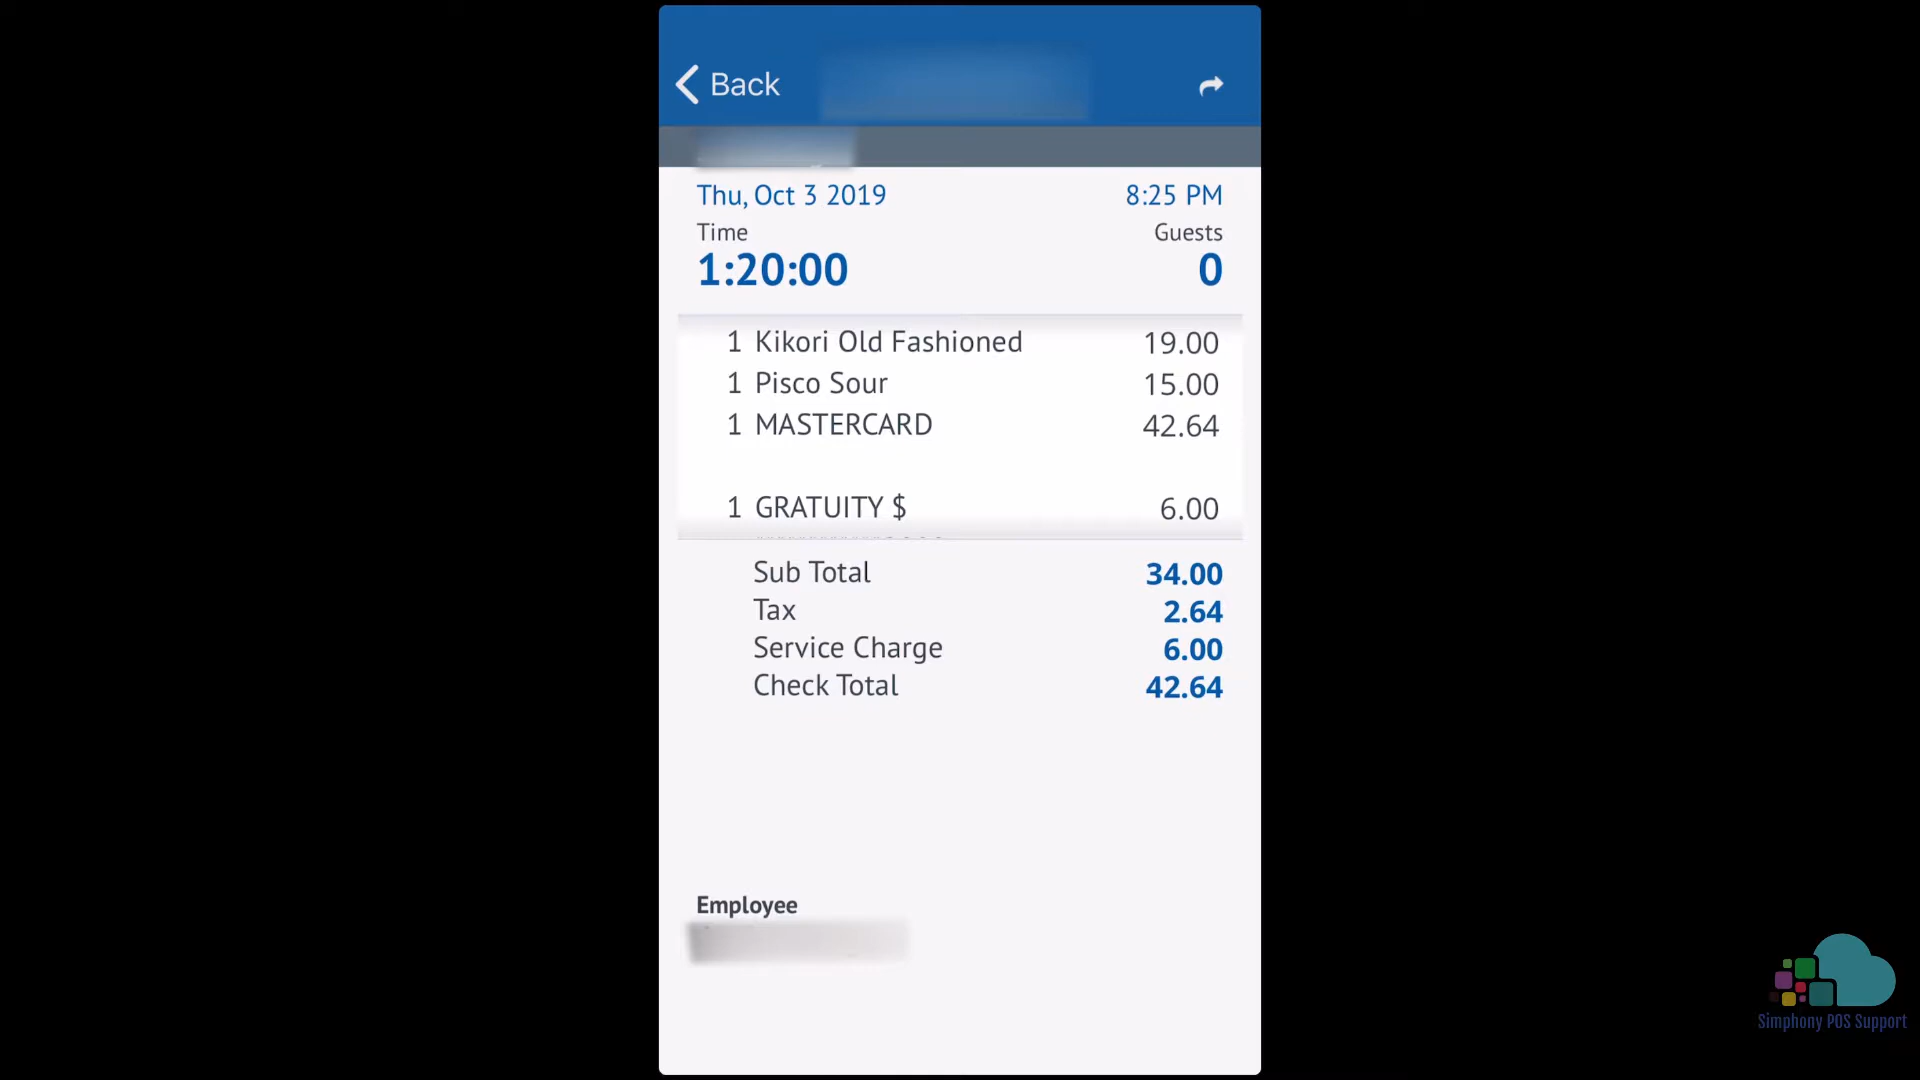 Back
Thu, Oct 3 2019 8:25 PM
Time Guests
1:20:00 0
1 Kikori Old Fashioned 19.00
1 Pisco Sour 15.00
1 MASTERCARD 42.64
1 GRATUITY $ 6.00
Sub Total 34.00
Tax 2.64
Service Charge 6.00
Check Total 42.64
Employee
Simphony POS Support